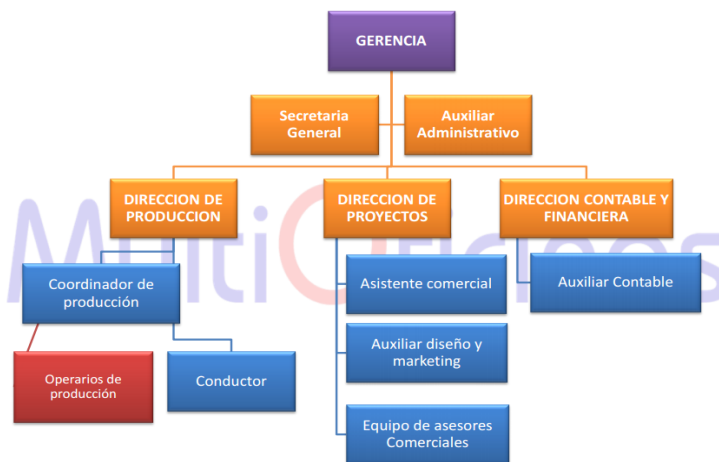 GERENCIA
Secretaria
General
Auxiliar
Administrativo
DIRECCION DE
PRODUCCION
DIRECCION DE
PROYECTOS
DIRECCION CONTABLE Y
FINANCIERA
Coordinador de
producción
Asistente comercial
Auxiliar Contable
Operarios de
producción
Conductor
Auxiliar diseño y
marketing
Equipo de asesores
Comerciales